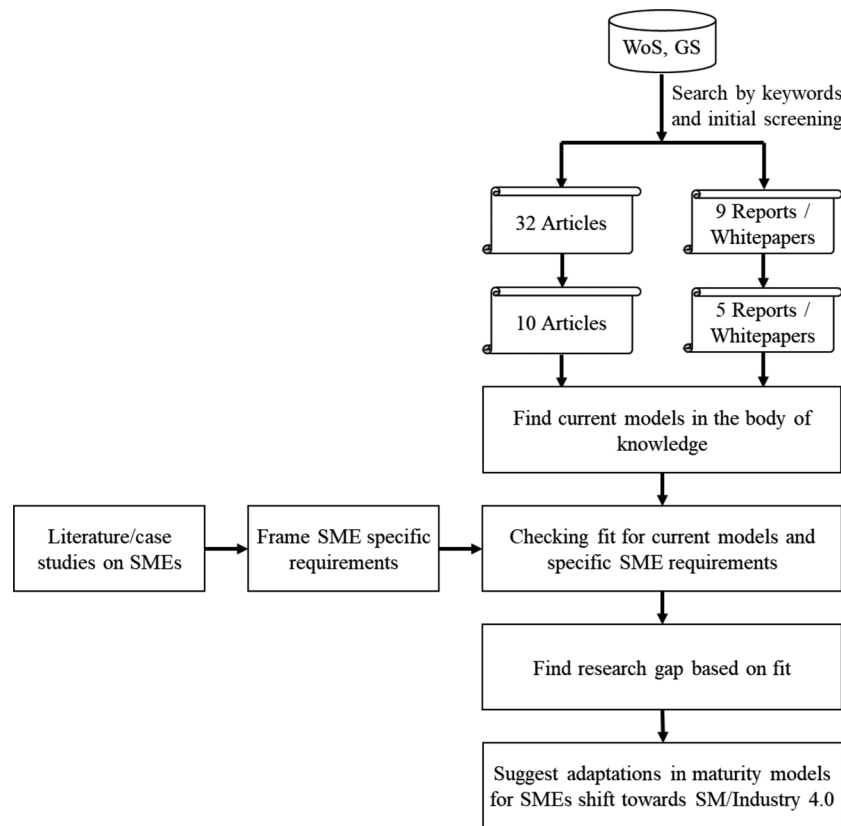 WoS, GS
Search by keywords
and initial screening
32 Articles
9 Reports /
Whitepapers
10 Articles
5 Reports /
Whitepapers
Find current models in the body of
knowledge
Literature/case
studies on SMEs
Frame SME specific
requirements
Checking fit for current models and
specific SME requirements
Find research gap based on fit
Suggest adaptations in maturity models
for SMEs shift towards SM/Industry 4.0